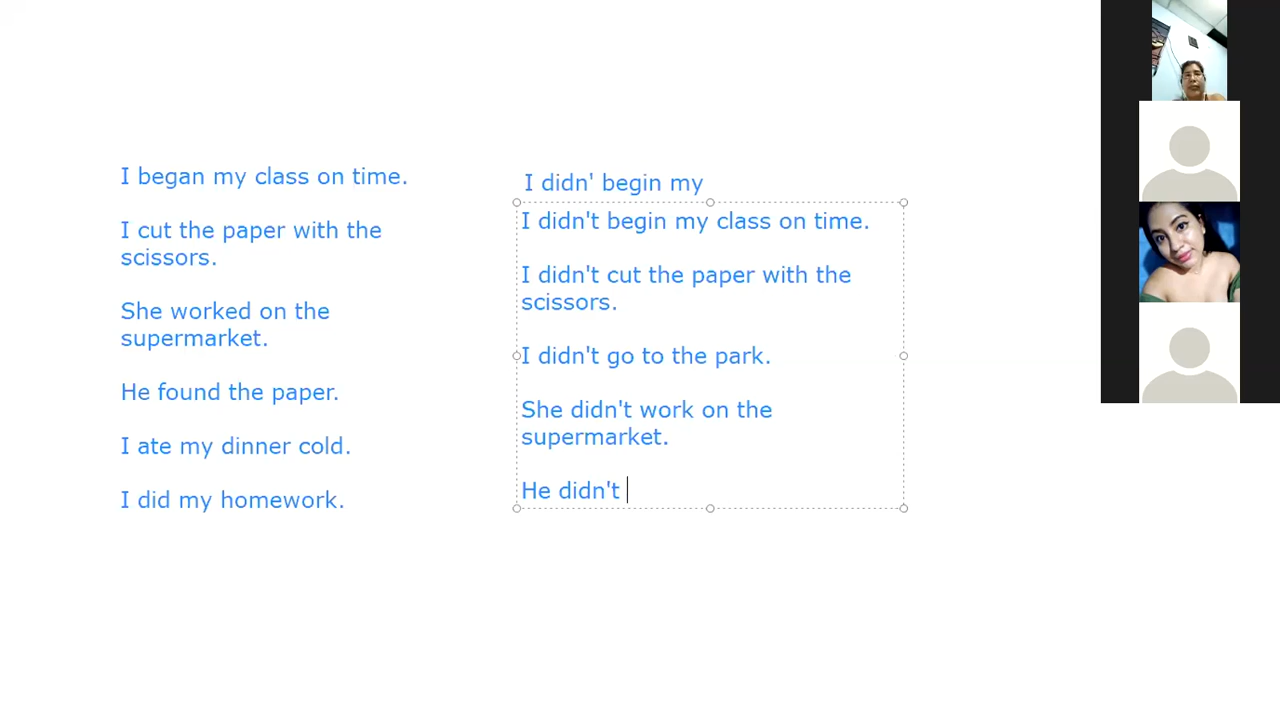 I began my class on time.
I cut the paper with the
scissors.
She worked on the
supermarket.
He found the paper.
I ate my dinner cold.
I did my homework.
I didn' begin my
I didn't begin my class on time.
I didn't cut the paper with the
scissors.
I didn't go to the park.
She didn't work on the
supermarket.
He didn't